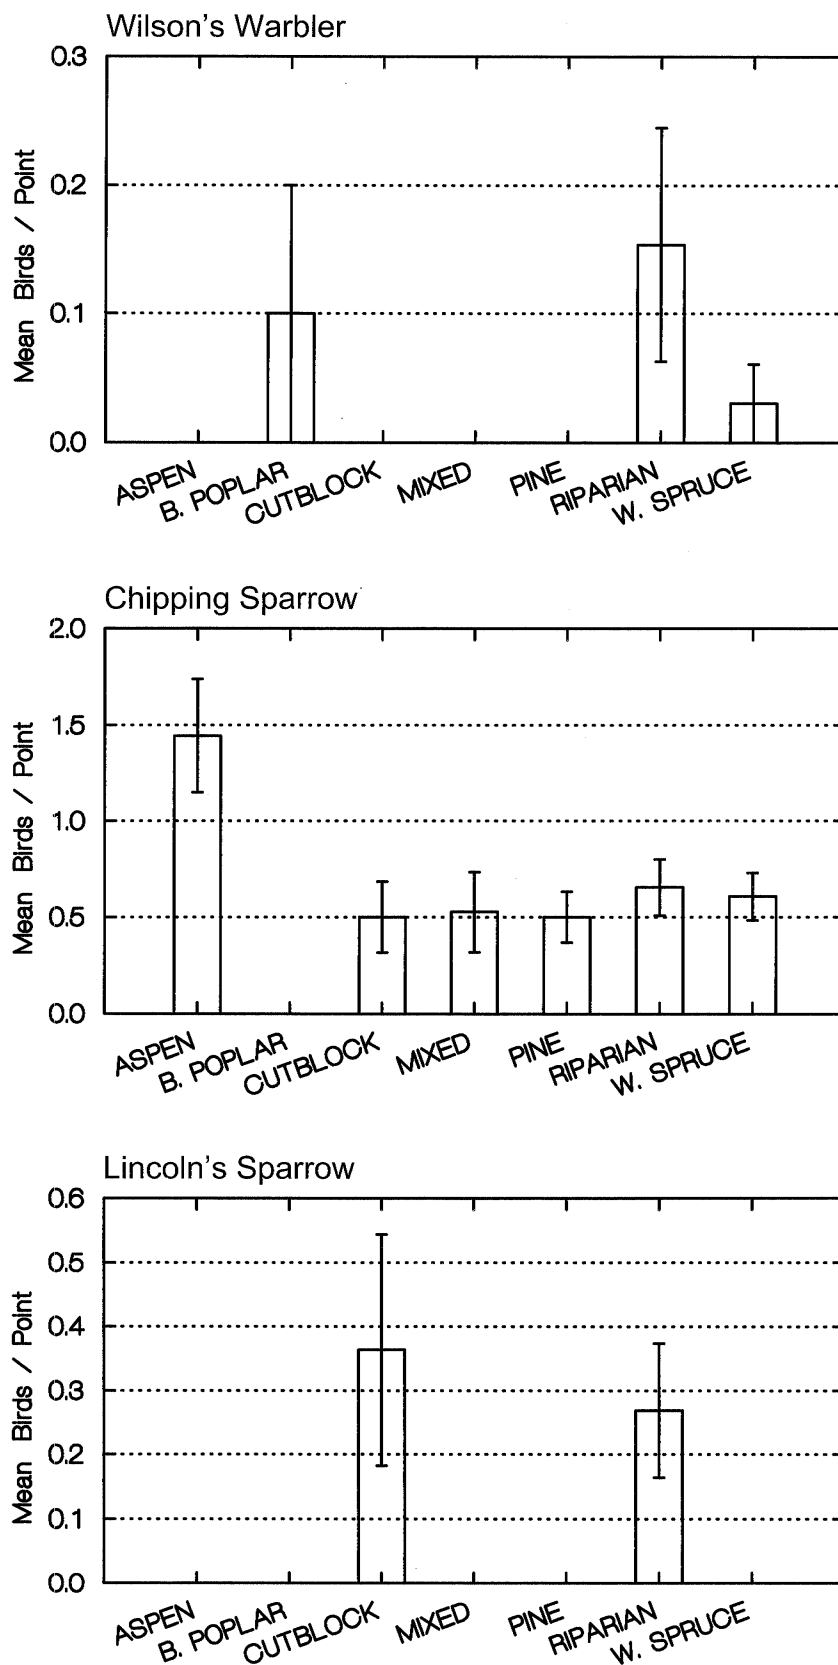 Wilson's Warbler
0.3
0.2
0.1
0.0
Mean Birds / Point
ASPEN
B. POPLAR
CUTBLOCK
MIXED
PINE
RIPARIAN
W. SPRUCE
Chipping Sparrow
2.0
1.5
1.0
0.5
0.0
Mean Birds / Point
ASPEN
B. POPLAR
CUTBLOCK
MIXED
PINE
RIPARIAN
W. SPRUCE
Lincoln's Sparrow
0.6
0.5
0.4
0.3
0.2
0.1
0.0
Mean Birds / Point
ASPEN
B. POPLAR
CUTBLOCK
MIXED
PINE
RIPARIAN
W. SPRUCE